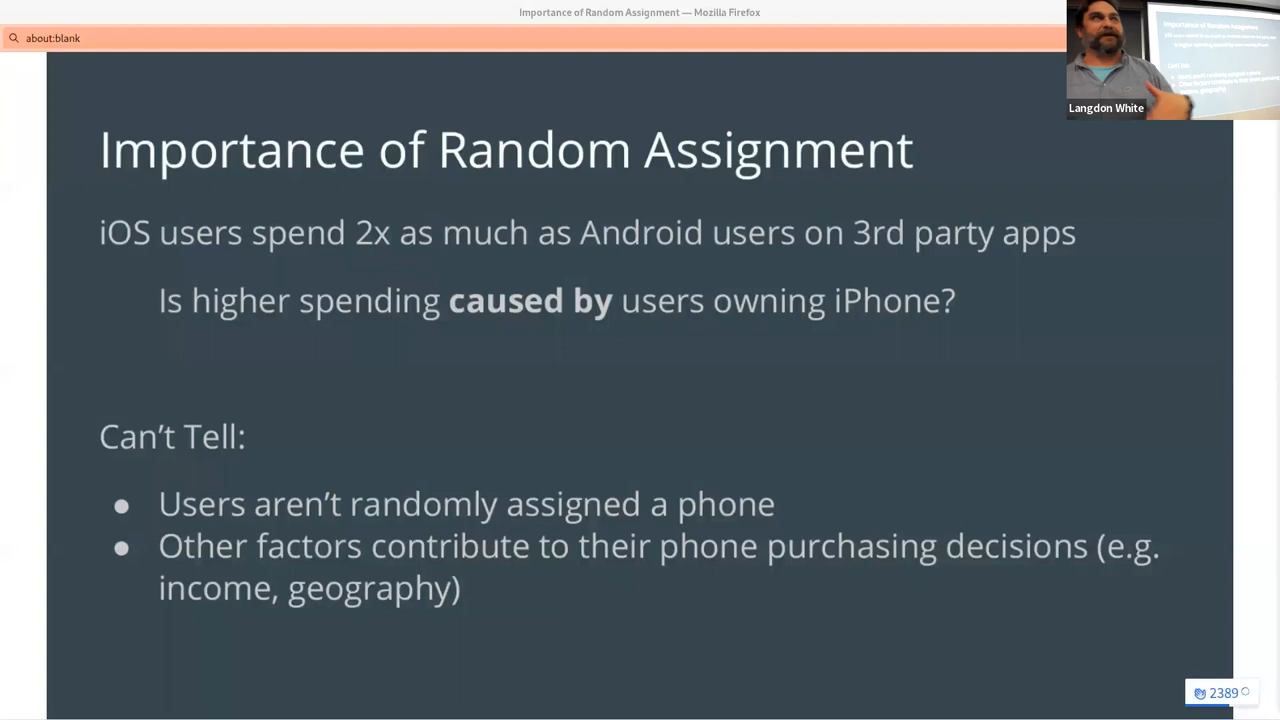 Importance of Random Assignment — Mozilla Firefox
about:blank
Langdon White
Importance of Random Assignment
iOS users spend 2x as much as Android users on 3rd party apps
Is higher spending caused by users owning iPhone?
Can’t Tell:
● Users aren’t randomly assigned a phone
● Other factors contribute to their phone purchasing decisions (e.g.
income, geography)
2389